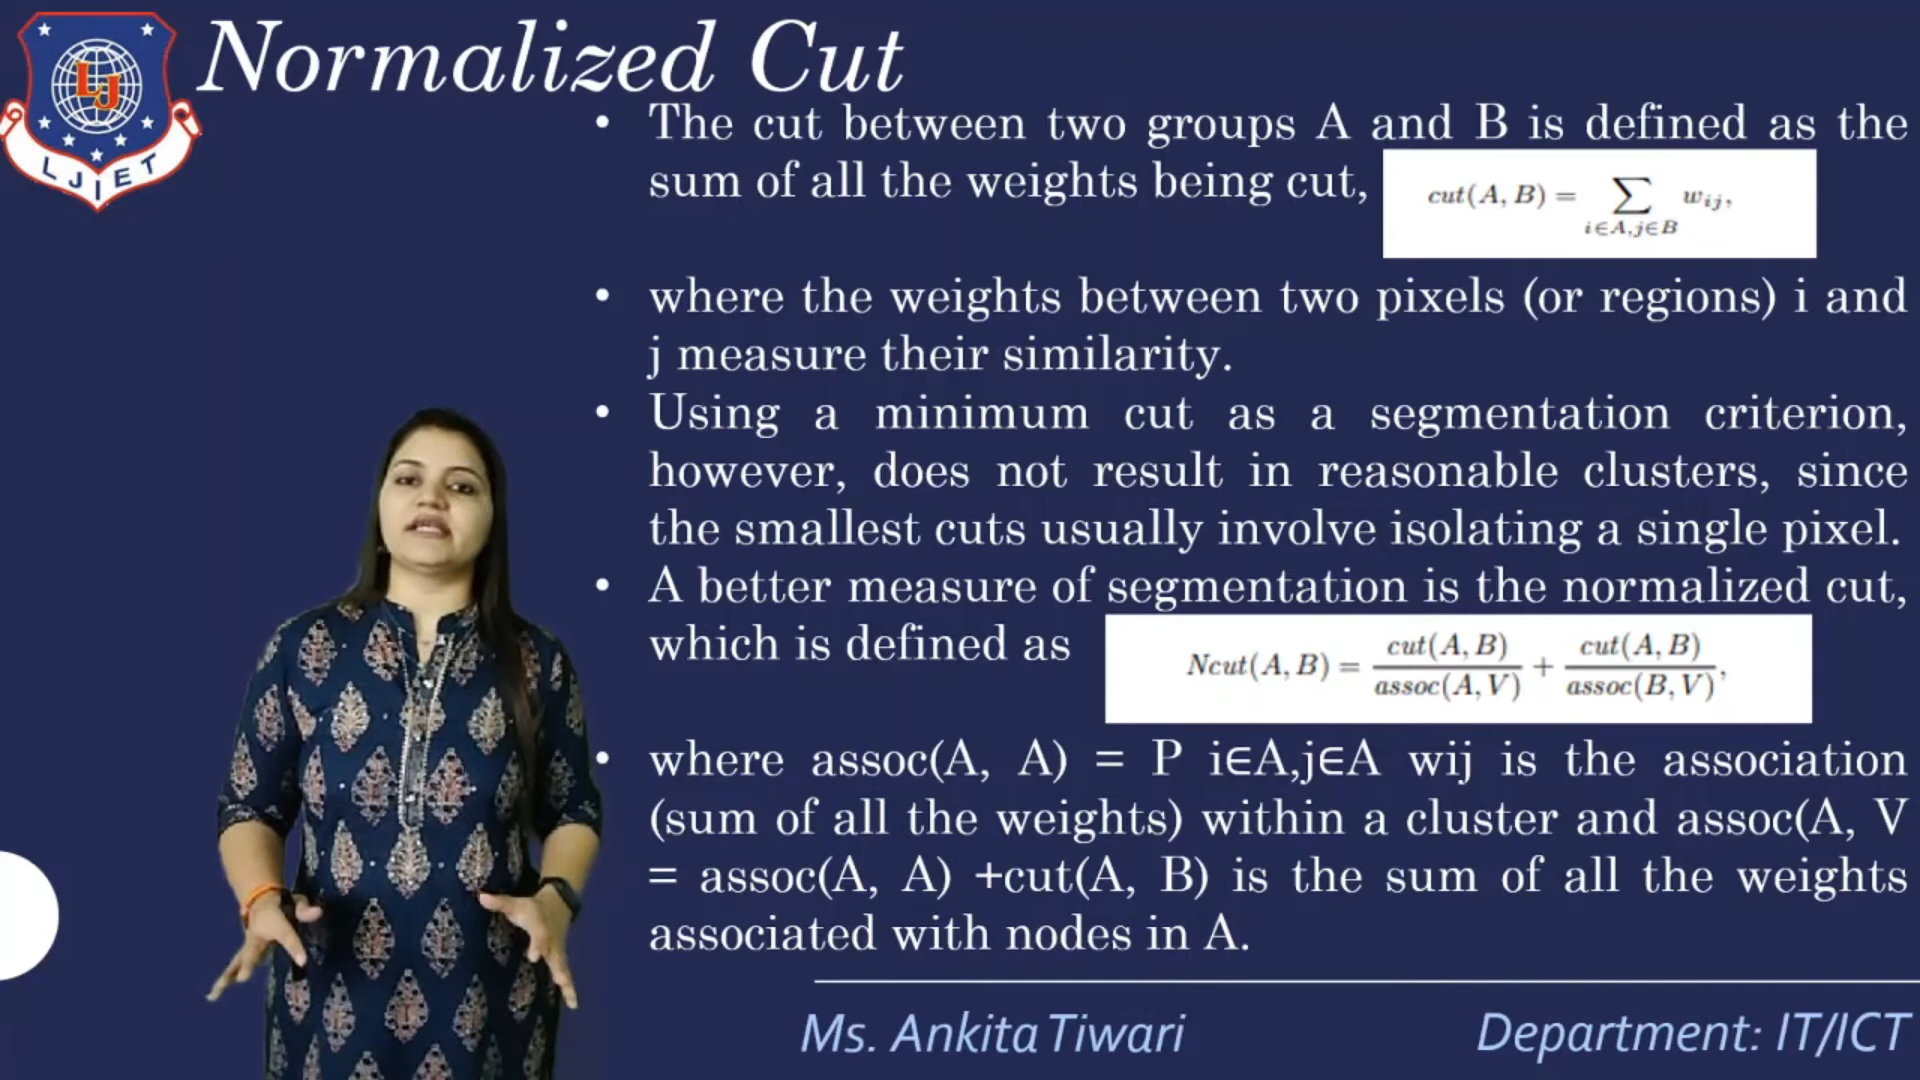 Normalized Cut
LJ
LJIET
• The cut between two groups A and B is defined as the
sum of all the weights being cut,
cut(A, B) = ∑ wij,
i∈A,j∈B
• where the weights between two pixels (or regions) i and
j measure their similarity.
• Using a minimum cut as a segmentation criterion,
however, does not result in reasonable clusters, since
the smallest cuts usually involve isolating a single pixel.
• A better measure of segmentation is the normalized cut,
which is defined as
Ncut(A, B) = cut(A, B)/assoc(A, V) + cut(A, B)/assoc(B, V),
• where assoc(A, A) = P i∈A,j∈A wij is the association
(sum of all the weights) within a cluster and assoc(A, V
= assoc(A, A) +cut(A, B) is the sum of all the weights
associated with nodes in A.
Ms. Ankita Tiwari
Department: IT/ICT